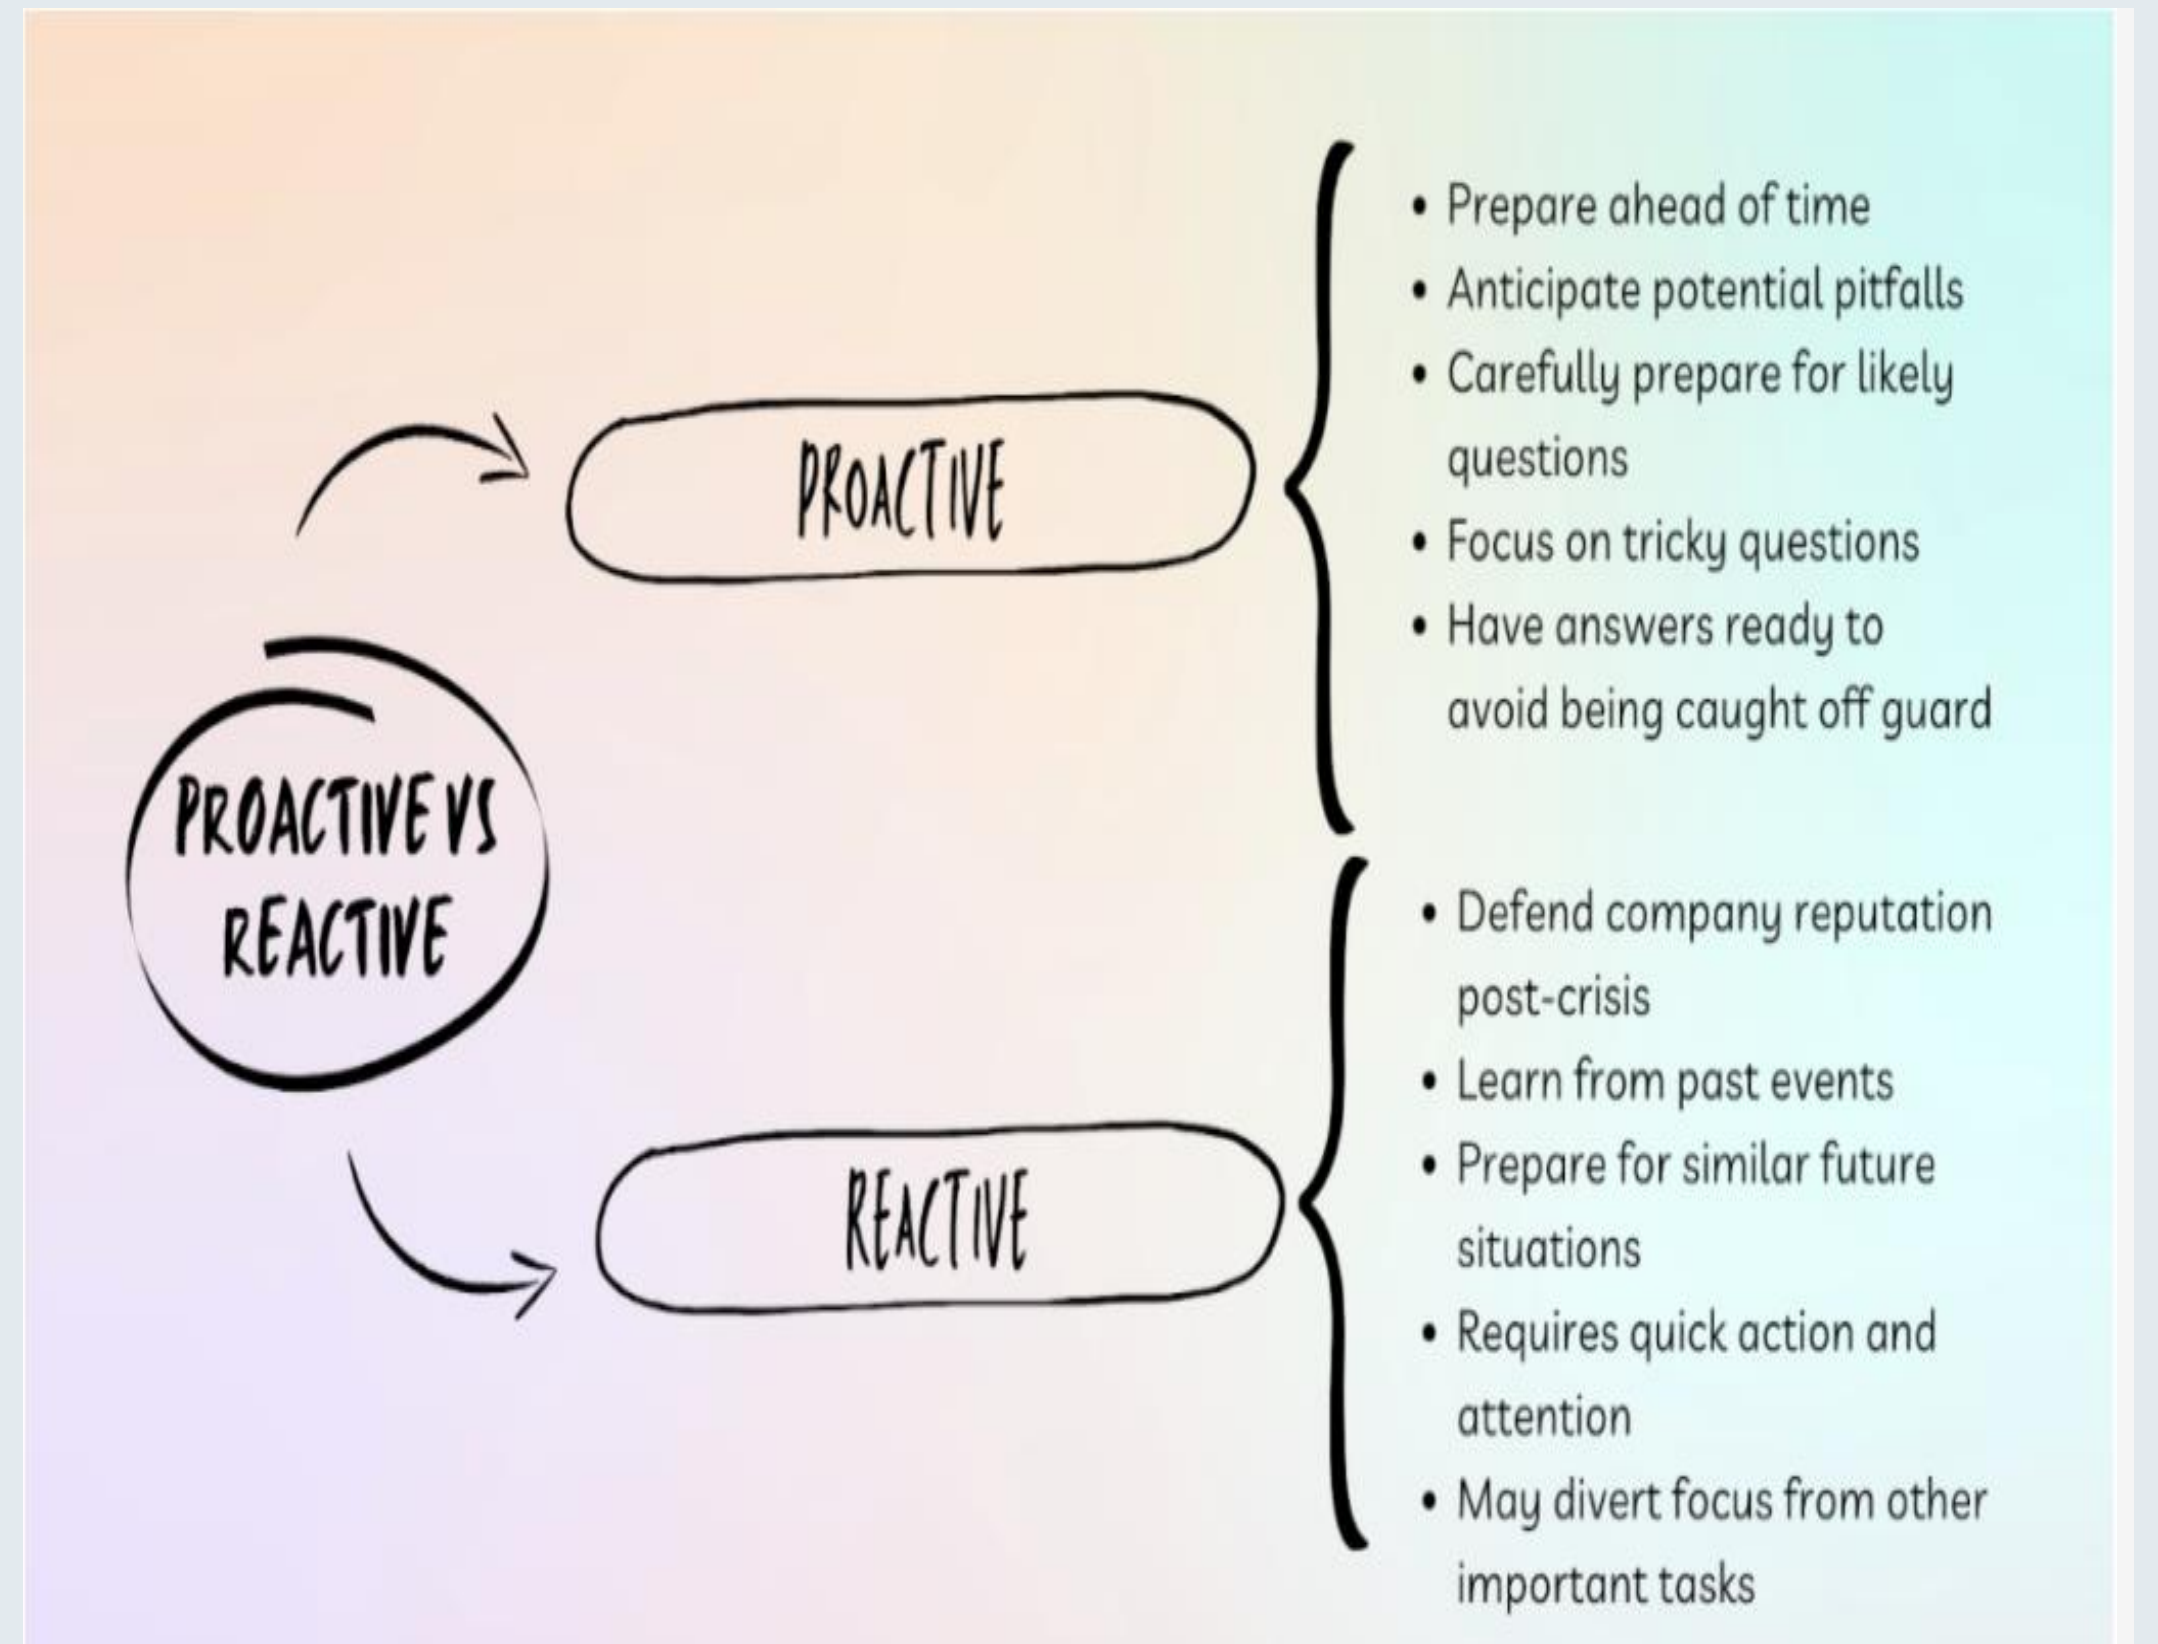 PROACTIVE VS
REACTIVE
PROACTIVE
• Prepare ahead of time
• Anticipate potential pitfalls
• Carefully prepare for likely
questions
• Focus on tricky questions
• Have answers ready to
avoid being caught off guard
REACTIVE
• Defend company reputation
post-crisis
• Learn from past events
• Prepare for similar future
situations
• Requires quick action and
attention
• May divert focus from other
important tasks